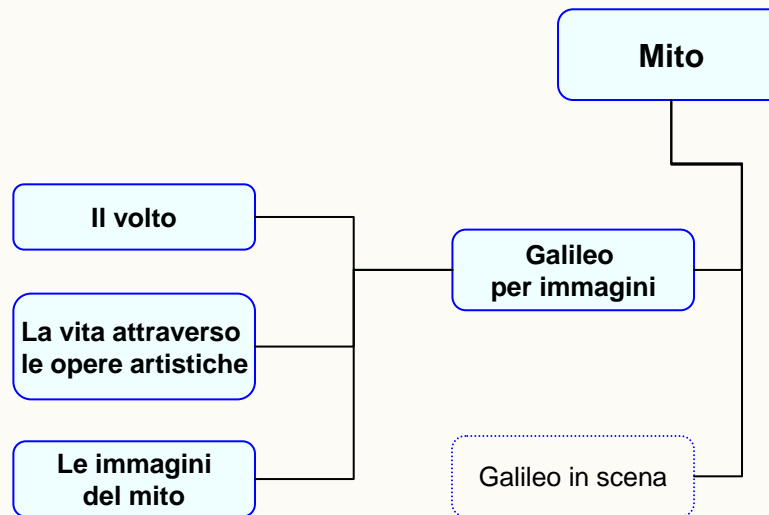 Mito
Il volto
Galileo
per immagini
La vita attraverso
le opere artistiche
Le immagini
del mito
Galileo in scena